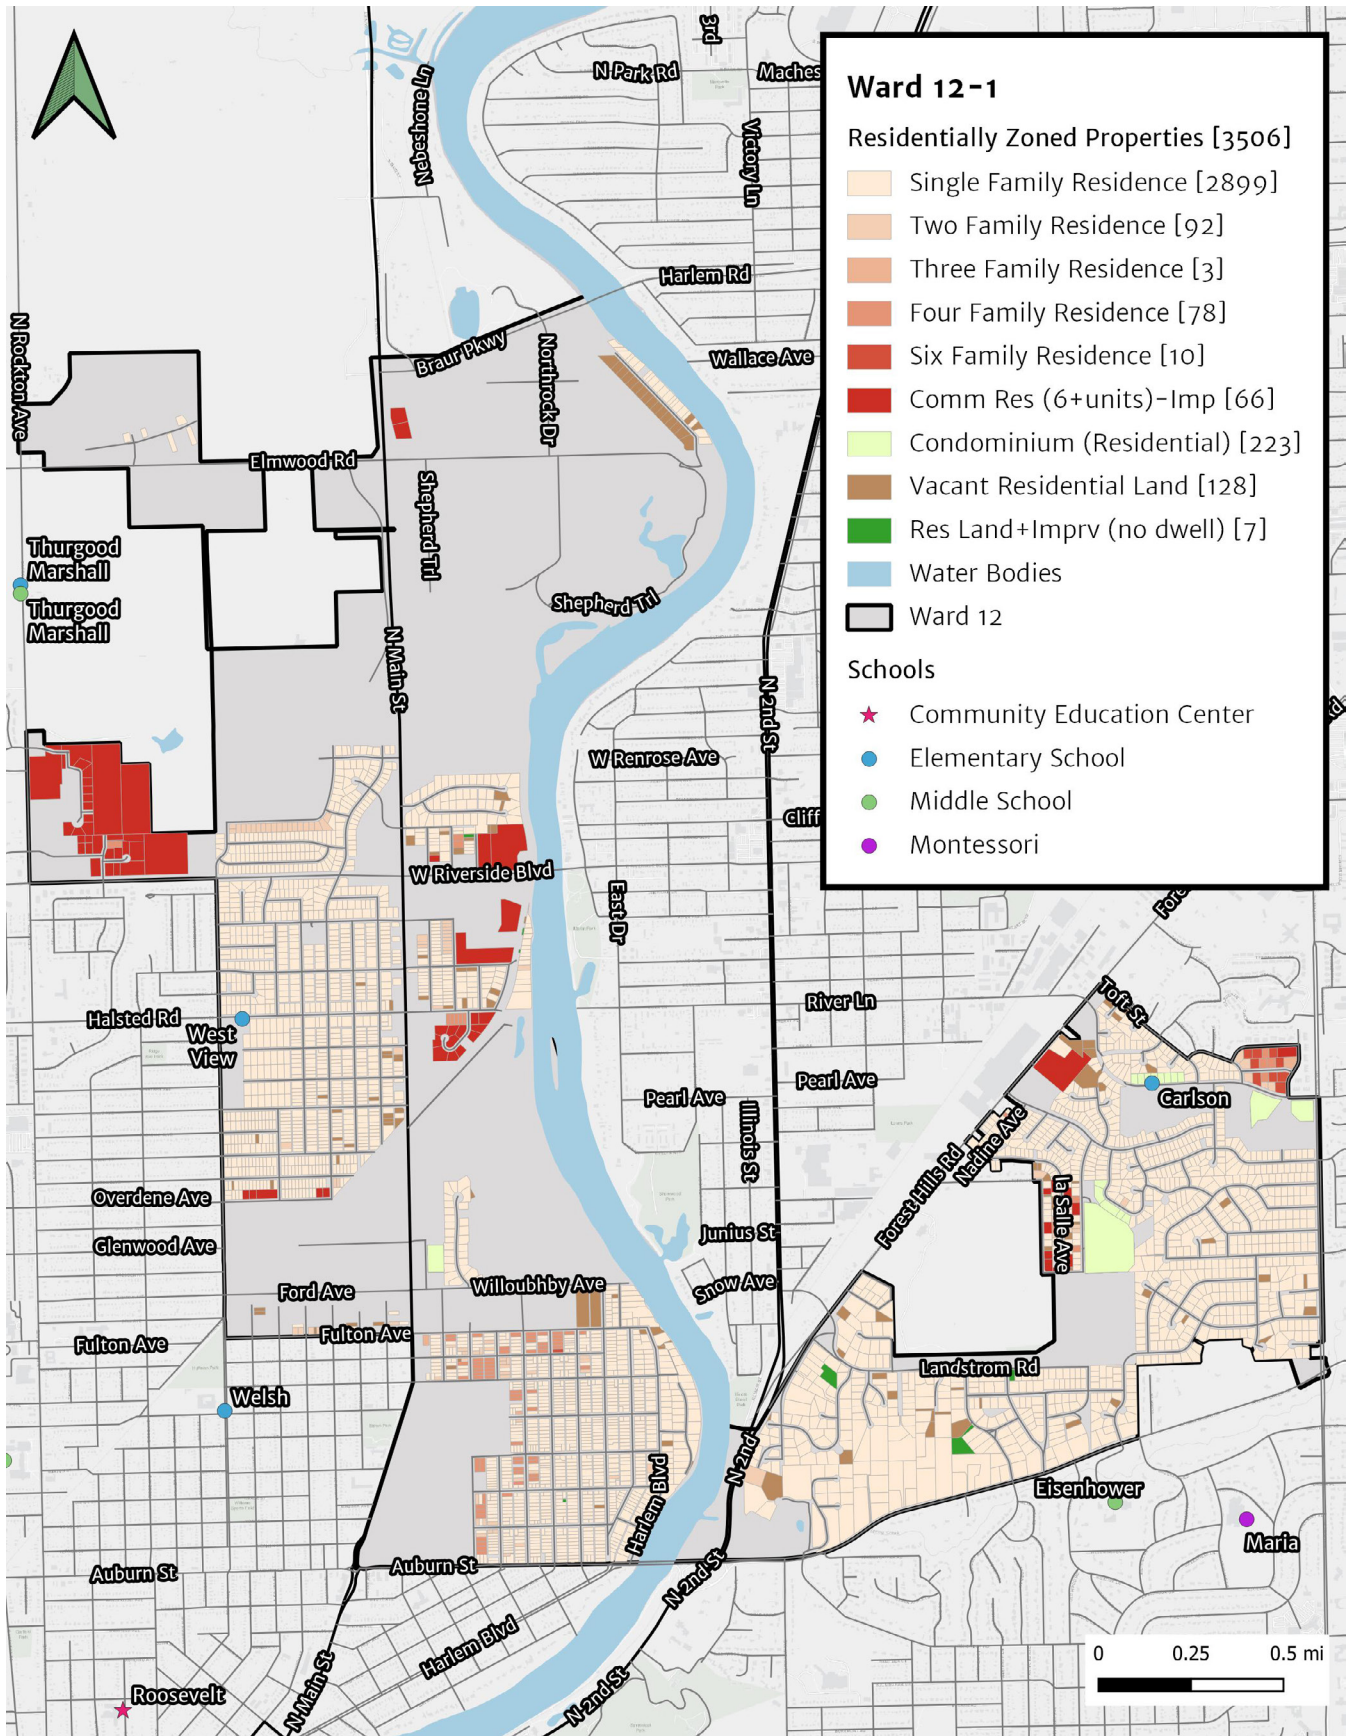 3rd
N Park Rd
Maches
Nebeshone Ln
Victory Ln
Harlem Rd
N Rockton Ave
Braur Pkwy
Northrock Dr
Wallace Ave
Elmwood Rd
Shepherd Trl
Thurgood
Marshall
Thurgood
Marshall
Shepherd Trl
N Main St
N 2nd St
W Renrose Ave
Cliff
W Riverside Blvd
East Dr
Fore
Rd
Toft St
River Ln
Halsted Rd
West
View
Pearl Ave
Pearl Ave
Carlson
Illinois St
Nadine Ave
Forest Hills Rd
la Salle Ave
Overdene Ave
Glenwood Ave
Junius St
Snow Ave
Ford Ave
Willoubhby Ave
Fulton Ave
Fulton Ave
Landstrom Rd
Welsh
N 2nd
Harlem Blvd
Eisenhower
Maria
Auburn St
Auburn St
N 2nd St
Harlem Blvd
N Main St
N 2nd St
Roosevelt
Ward 12-1
Residentially Zoned Properties [3506]
Single Family Residence [2899]
Two Family Residence [92]
Three Family Residence [3]
Four Family Residence [78]
Six Family Residence [10]
Comm Res (6+units)-Imp [66]
Condominium (Residential) [223]
Vacant Residential Land [128]
Res Land+Imprv (no dwell) [7]
Water Bodies
Ward 12
Schools
Community Education Center
Elementary School
Middle School
Montessori
0 0.25 0.5 mi